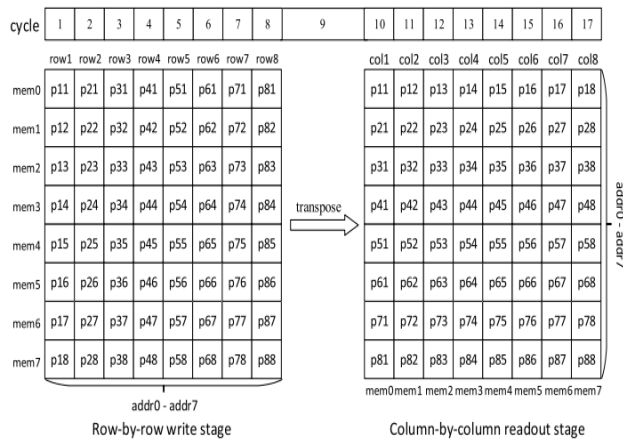 cycle 1 2 3 4 5 6 7 8 9 10 11 12 13 14 15 16 17
row1 row2 row3 row4 row5 row6 row7 row8 col1 col2 col3 col4 col5 col6 col7 col8
mem0 p11 p21 p31 p41 p51 p61 p71 p81 p11 p12 p13 p14 p15 p16 p17 p18
mem1 p12 p22 p32 p42 p52 p62 p72 p82 p21 p22 p23 p24 p25 p26 p27 p28
mem2 p13 p23 p33 p43 p53 p63 p73 p83 p31 p32 p33 p34 p35 p36 p37 p38
transpose
mem3 p14 p24 p34 p44 p54 p64 p74 p84 p41 p42 p43 p44 p45 p46 p47 p48
mem4 p15 p25 p35 p45 p55 p65 p75 p85 p51 p52 p53 p54 p55 p56 p57 p58
mem5 p16 p26 p36 p46 p56 p66 p76 p86 p61 p62 p63 p64 p65 p66 p67 p68
mem6 p17 p27 p37 p47 p57 p67 p77 p87 p71 p72 p73 p74 p75 p76 p77 p78
mem7 p18 p28 p38 p48 p58 p68 p78 p88 p81 p82 p83 p84 p85 p86 p87 p88
addr0 - addr7
mem0 mem1 mem2 mem3 mem4 mem5 mem6 mem7
addr0 - addr7
Row-by-row write stage
Column-by-column readout stage